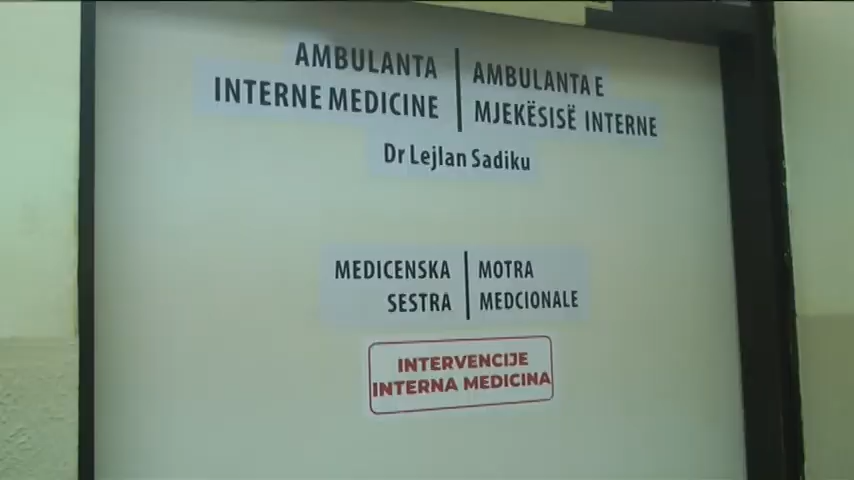 AMBULANTA
INTERNE MEDICINE
AMBULANTA E
MJEKËSISË INTERNE
Dr Lejlan Sadiku
MEDICENSKA
SESTRA
MOTRA
MEDCIONALE
INTERVENCIJE
INTERNA MEDICINA